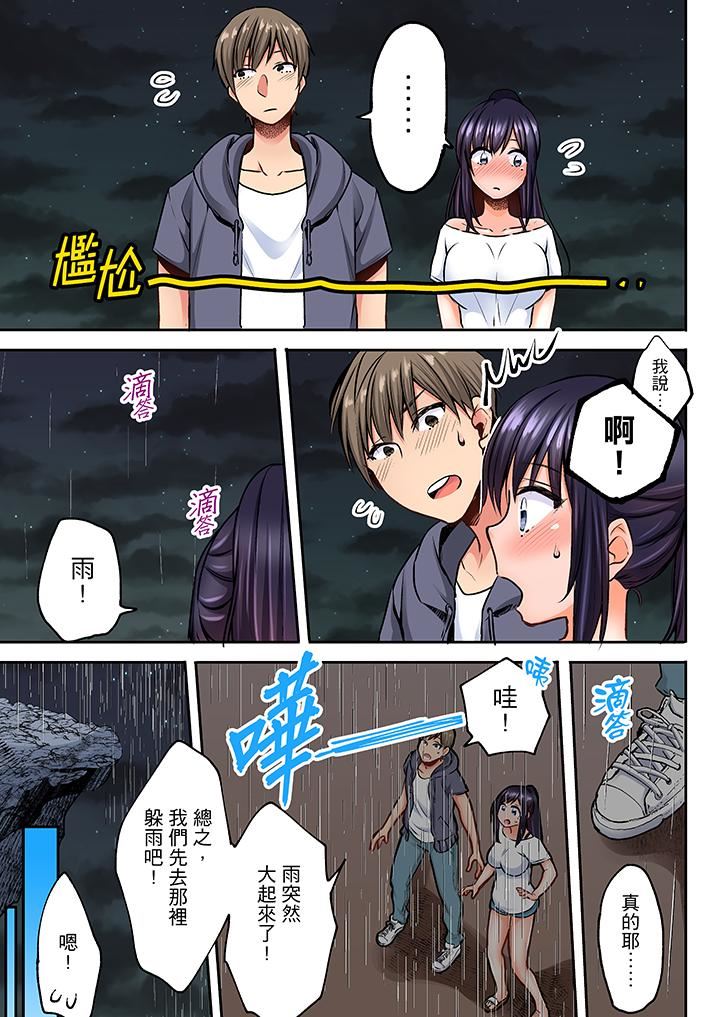 ………
尷尬
我說…
啊！
滴答
滴答
雨！
滴答
真的耶……
咦
哇！
嘩
雨突然
大起來了！
總之，
我們先去那裡
躲雨吧！
嗯！